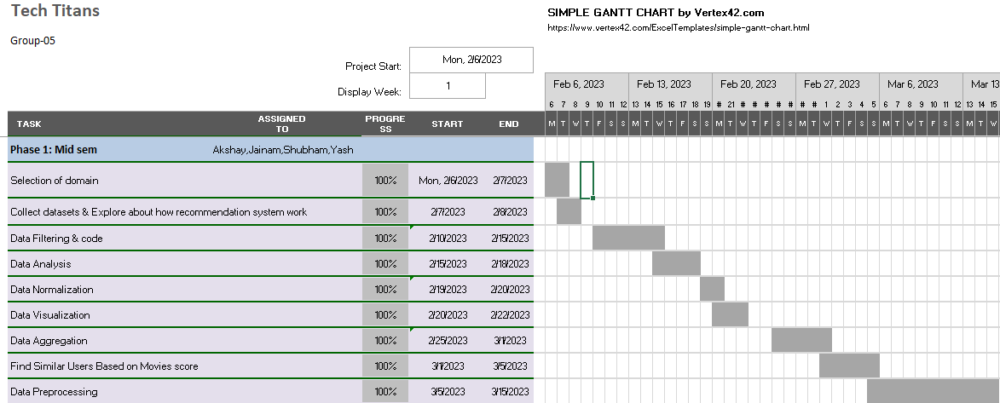 Tech Titans
SIMPLE GANTT CHART by Vertex42.com
https://www.vertex42.com/ExcelTemplates/simple-gantt-chart.html
Group-05
Project Start: Mon, 2/6/2023
Display Week: 1
Feb 6, 2023 Feb 13, 2023 Feb 20, 2023 Feb 27, 2023 Mar 6, 2023 Mar 13
6 7 8 9 10 11 12 13 14 15 16 17 18 19 # 21 # # # # # # # 1 2 3 4 5 6 7 8 9 10 11 12 13 14 15
TASK ASSIGNED TO PROGRESS START END M T W T F S S M T W T F S S M T W T F S S M T W T F S S M T W T F S S M T W
Phase 1: Mid sem Akshay,Jainam,Shubham,Yash
Selection of domain 100% Mon, 2/6/2023 2/7/2023
Collect datasets & Explore about how recommendation system work 100% 2/7/2023 2/8/2023
Data Filtering & code 100% 2/10/2023 2/15/2023
Data Analysis 100% 2/15/2023 2/18/2023
Data Normalization 100% 2/19/2023 2/20/2023
Data Visualization 100% 2/20/2023 2/22/2023
Data Aggregation 100% 2/25/2023 3/1/2023
Find Similar Users Based on Movies score 100% 3/1/2023 3/5/2023
Data Preprocessing 100% 3/5/2023 3/15/2023